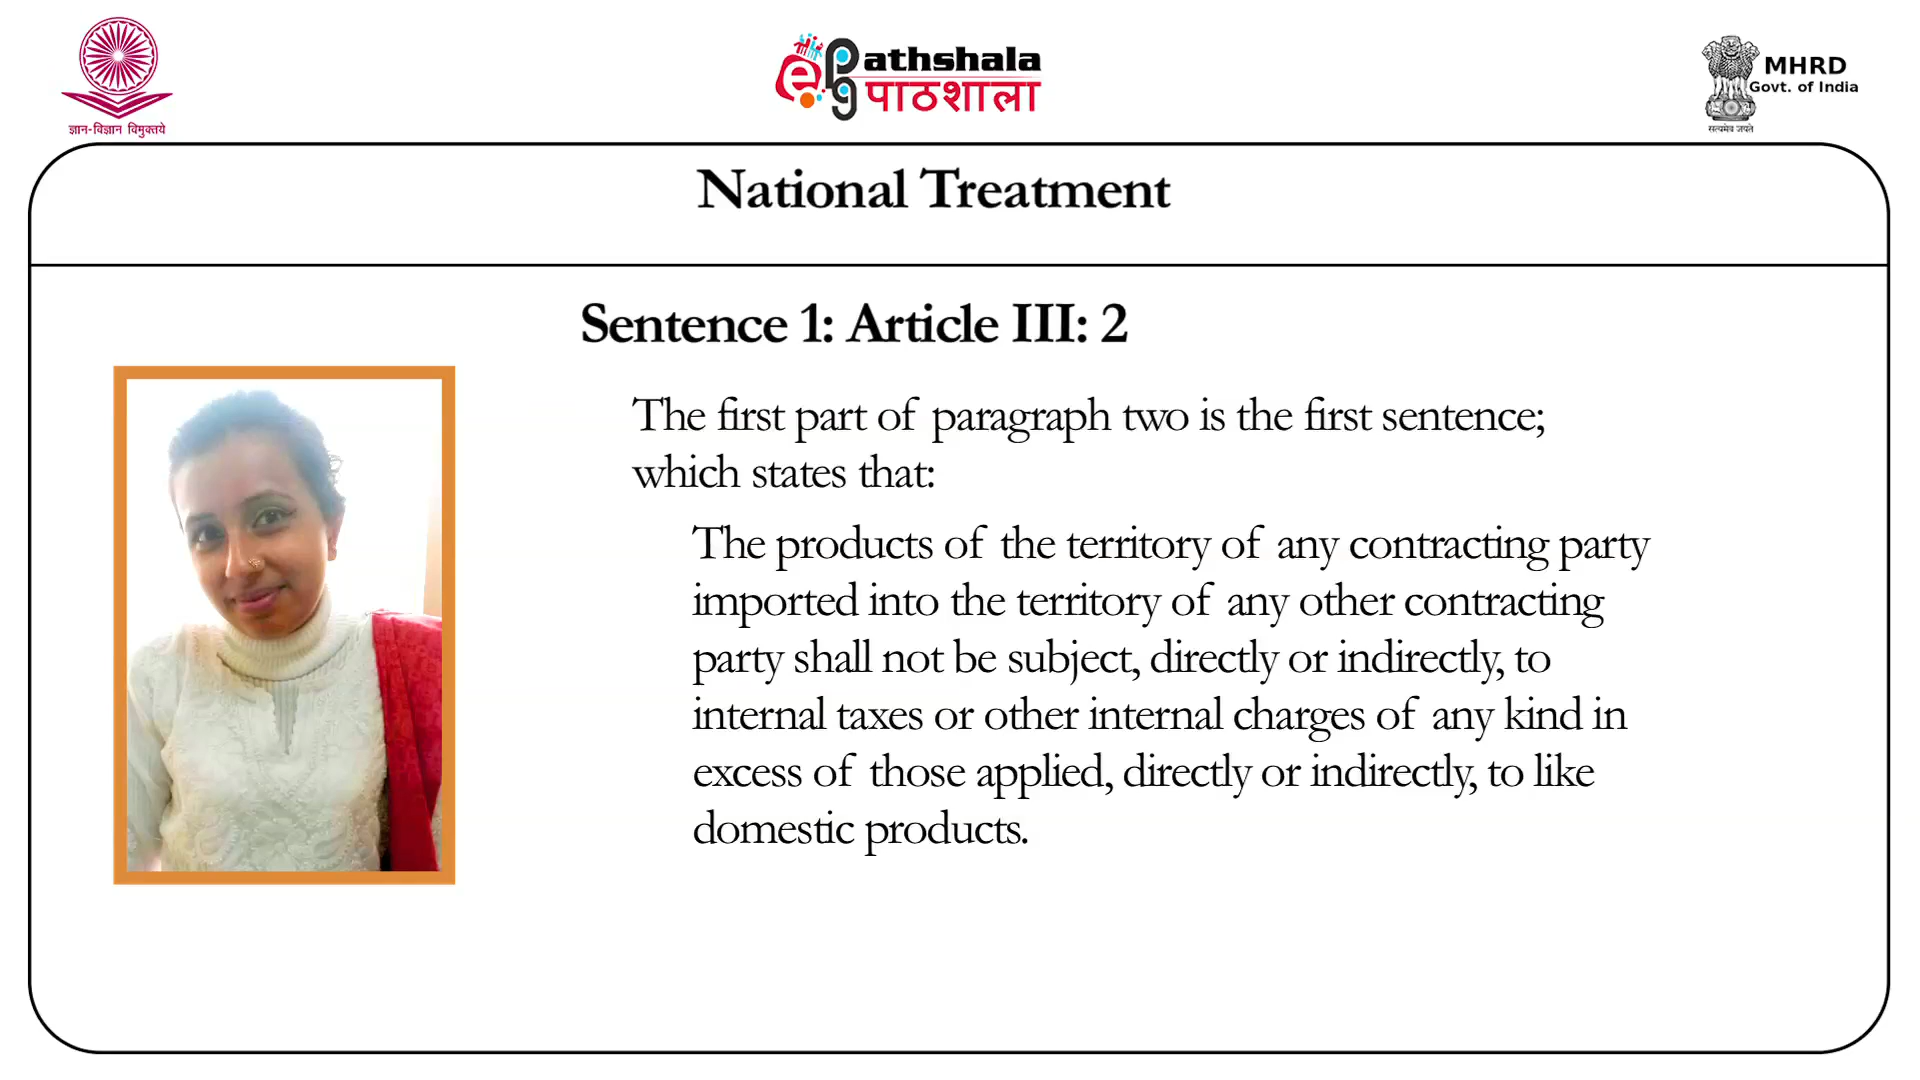 ज्ञान-विज्ञान विमुक्तये
e Pg athshala
पाठशाला
MHRD
Govt. of India
सत्यमेव जयते
National Treatment
Sentence 1: Article III: 2
The first part of paragraph two is the first sentence;
which states that:
The products of the territory of any contracting party
imported into the territory of any other contracting
party shall not be subject, directly or indirectly, to
internal taxes or other internal charges of any kind in
excess of those applied, directly or indirectly, to like
domestic products.